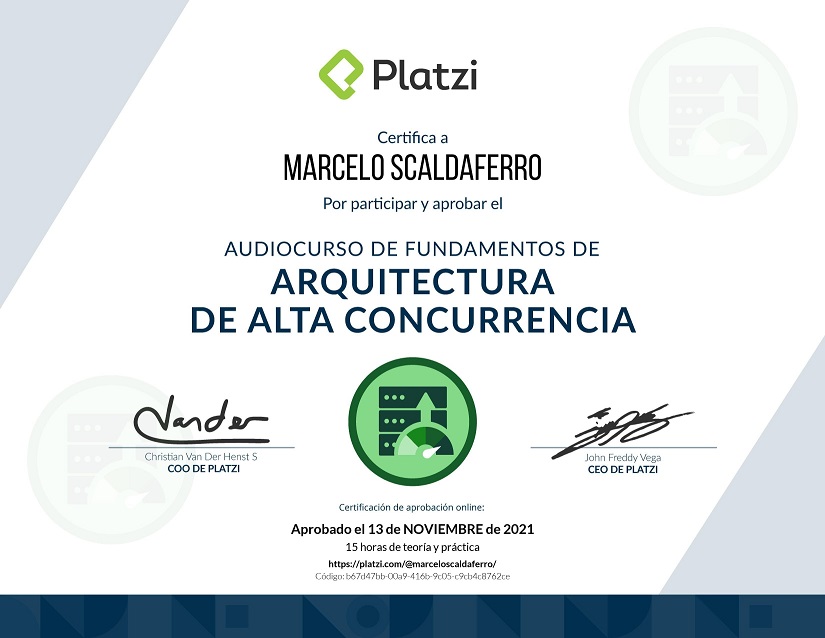 Platzi
Certifica a
MARCELO SCALDAFERRO
Por participar y aprobar el
AUDIOCURSO DE FUNDAMENTOS DE
ARQUITECTURA
DE ALTA CONCURRENCIA
Vander
Christian Van Der Henst S
COO DE PLATZI
John Freddy Vega
CEO DE PLATZI
Certificación de aprobación online:
Aprobado el 13 de NOVIEMBRE de 2021
15 horas de teoría y práctica
https://platzi.com/@marceloscaldaferro/
Código: b67d47bb-00a9-416b-9c05-c9cb4c8762ce